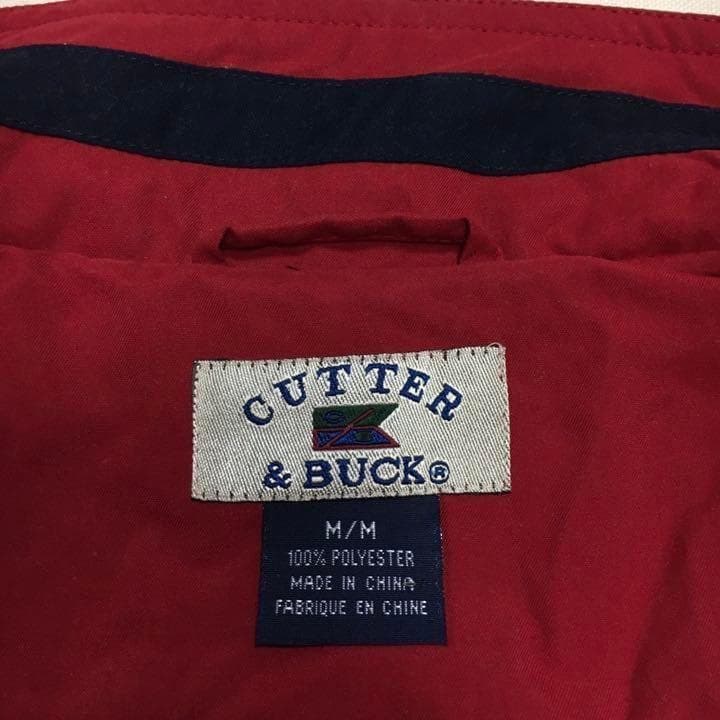 CUTTER
& BUCK®
M/M
100% POLYESTER
MADE IN CHINA
FABRIQUE EN CHINE